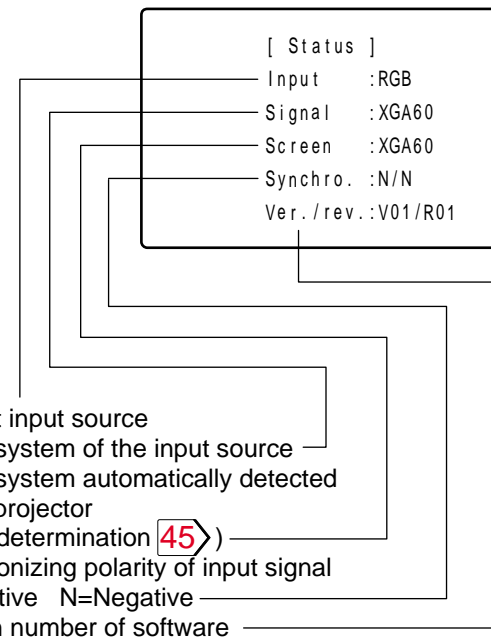 [ Status ]
Input :RGB
Signal :XGA60
Screen :XGA60
Synchro. :N/N
Ver./rev.:V01/R01
input source
system of the input source
system automatically detected
projector
determination 45 )
onizing polarity of input signal
tive N=Negative
number of software